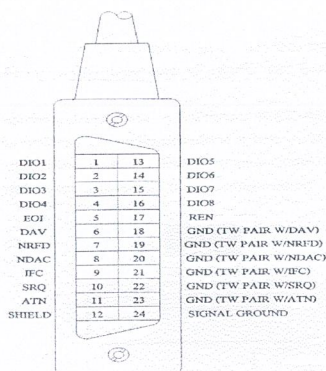 DIO1 1 13 DIO5
DIO2 2 14 DIO6
DIO3 3 15 DIO7
DIO4 4 16 DIO8
EOI 5 17 REN
DAV 6 18 GND (TW PAIR W/DAV)
NRFD 7 19 GND (TW PAIR W/NRFD)
NDAC 8 20 GND (TW PAIR W/NDAC)
IFC 9 21 GND (TW PAIR W/IFC)
SRQ 10 22 GND (TW PAIR W/SRQ)
ATN 11 23 GND (TW PAIR W/ATN)
SHIELD 12 24 SIGNAL GROUND